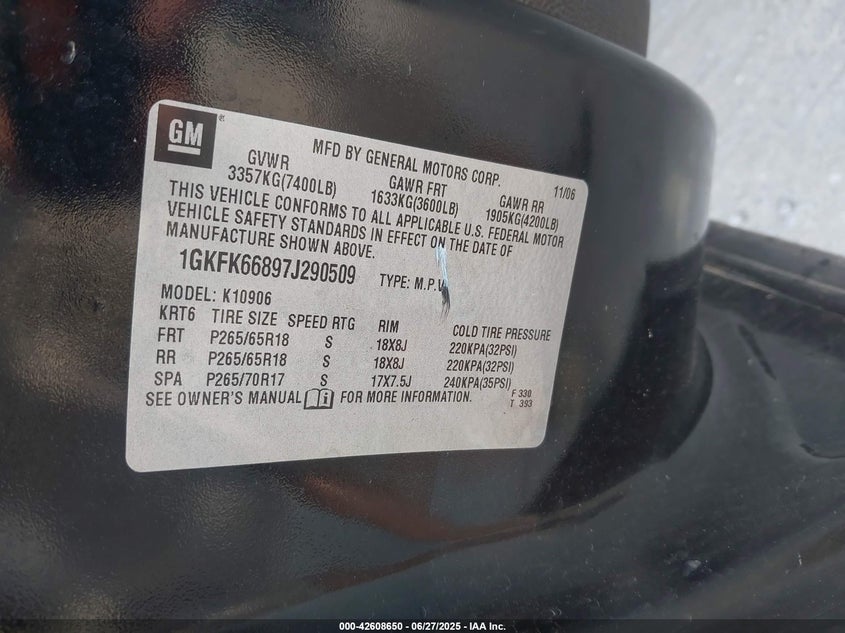 GM®
MFD BY GENERAL MOTORS CORP. 11/06
GVWR GAWR FRT GAWR RR
3357KG(7400LB) 1633KG(3600LB) 1905KG(4200LB)
THIS VEHICLE CONFORMS TO ALL APPLICABLE U.S. FEDERAL MOTOR
VEHICLE SAFETY STANDARDS IN EFFECT ON THE DATE OF
MANUFACTURE SHOWN ABOVE.
1GKFK66897J290509 TYPE: M.P.V
MODEL: K10906
KRT6 TIRE SIZE SPEED RTG RIM COLD TIRE PRESSURE
FRT P265/65R18 S 18X8J 220KPA(32PSI)
RR P265/65R18 S 18X8J 220KPA(32PSI)
SPA P265/70R17 S 17X7.5J 240KPA(35PSI)
SEE OWNER'S MANUAL i FOR MORE INFORMATION.
F 330
T 393
000-42608650 - 06/27/2025 - IAA Inc.